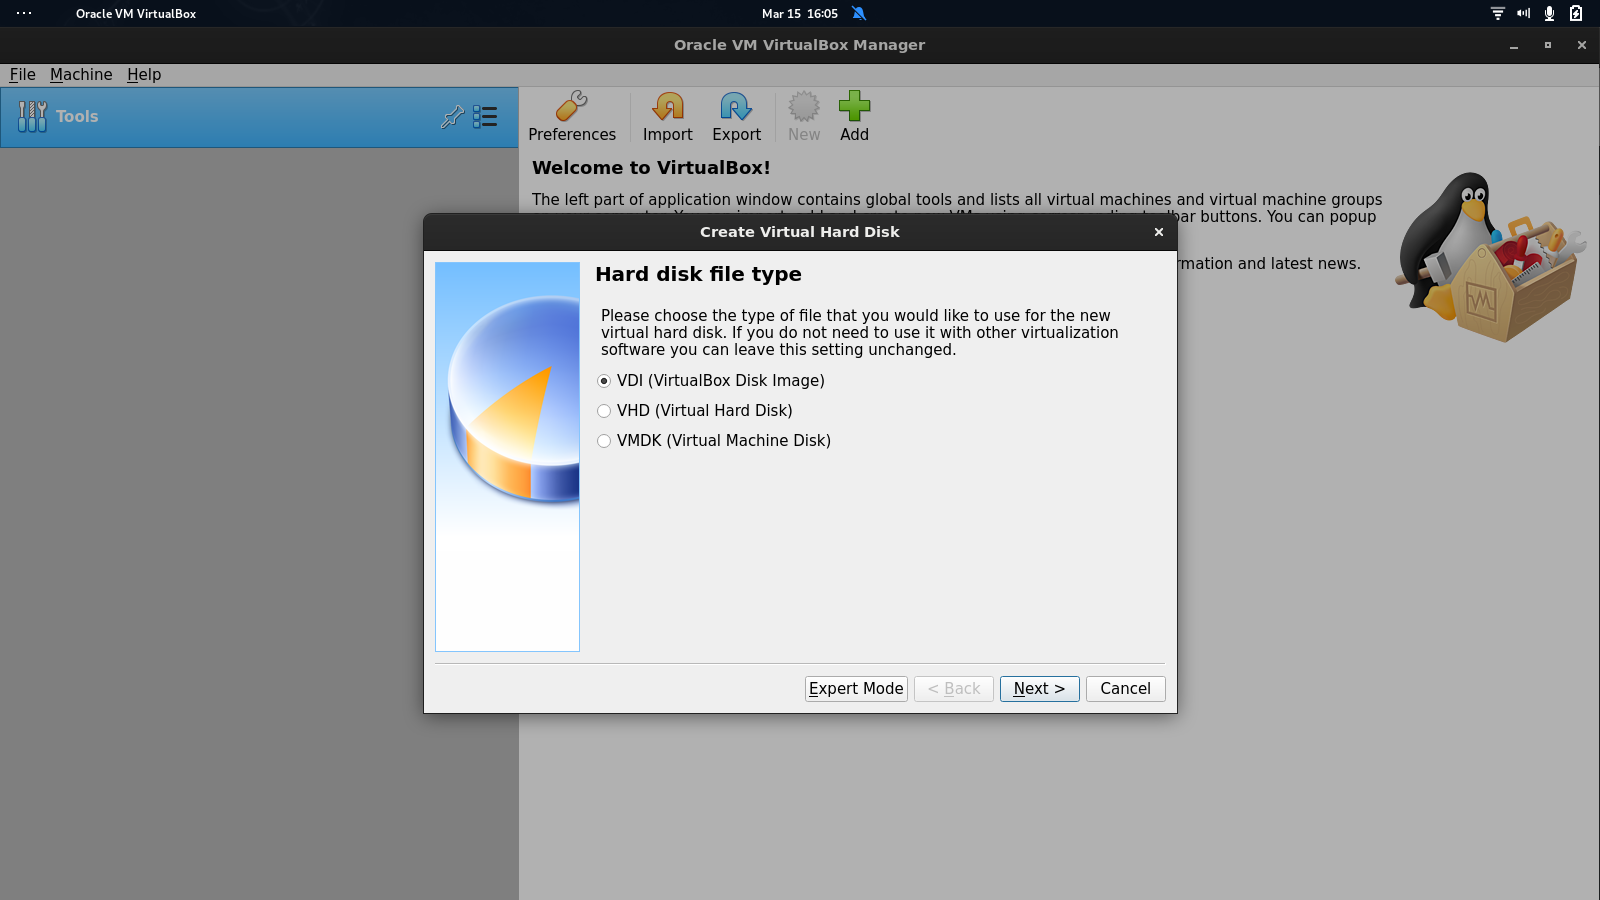 Oracle VM VirtualBox
Mar 15 16:05
Oracle VM VirtualBox Manager
File Machine Help
Tools
Preferences Import Export New Add
Welcome to VirtualBox!
The left part of application window contains global tools and lists all virtual machines and virtual machine groups
bar buttons. You can popup
rmation and latest news.
Create Virtual Hard Disk
Hard disk file type
Please choose the type of file that you would like to use for the new
virtual hard disk. If you do not need to use it with other virtualization
software you can leave this setting unchanged.
VDI (VirtualBox Disk Image)
VHD (Virtual Hard Disk)
VMDK (Virtual Machine Disk)
Expert Mode < Back Next > Cancel